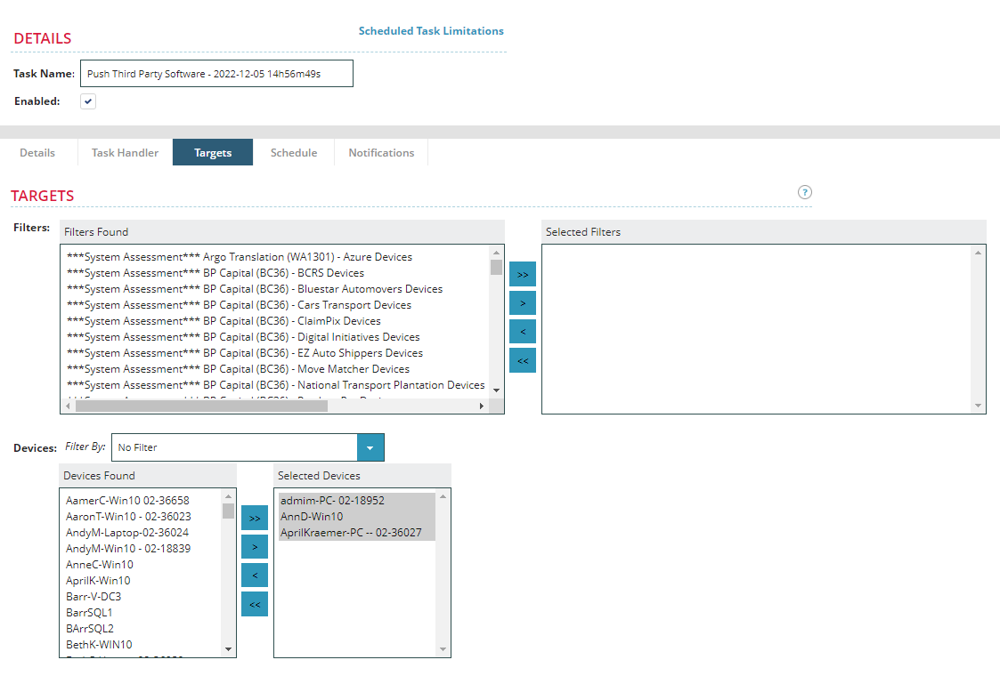 Scheduled Task Limitations
DETAILS
Task Name: Push Third Party Software - 2022-12-05 14h56m49s
Enabled:
Details Task Handler Targets Schedule Notifications
TARGETS ?
Filters: Filters Found Selected Filters
***System Assessment*** Argo Translation (WA1301) - Azure Devices
***System Assessment*** BP Capital (BC36) - BCRS Devices
***System Assessment*** BP Capital (BC36) - Bluestar Automovers Devices
***System Assessment*** BP Capital (BC36) - Cars Transport Devices
***System Assessment*** BP Capital (BC36) - ClaimPix Devices
***System Assessment*** BP Capital (BC36) - Digital Initiatives Devices
***System Assessment*** BP Capital (BC36) - EZ Auto Shippers Devices
***System Assessment*** BP Capital (BC36) - Move Matcher Devices
***System Assessment*** BP Capital (BC36) - National Transport Plantation Devices
>>
>
<
<<
Devices: Filter By: No Filter
Devices Found
AamerC-Win10 02-36658
AaronT-Win10 - 02-36023
AndyM-Laptop-02-36024
AndyM-Win10 - 02-18839
AnneC-Win10
AprilK-Win10
Barr-V-DC3
BarrSQL1
BArrSQL2
BethK-WIN10
>>
>
<
<<
Selected Devices
admim-PC- 02-18952
AnnD-Win10
AprilKraemer-PC -- 02-36027